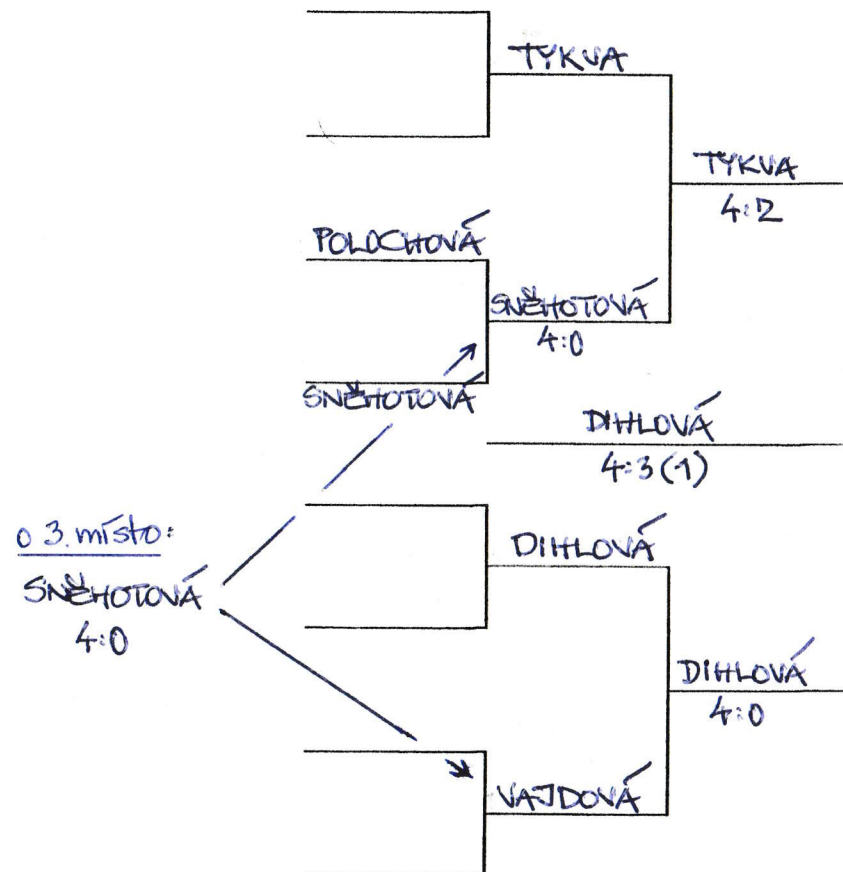 TYKVA
TYKVA
4:2
POLOCHOVÁ
SNĚHOTOVÁ
4:0
SNĚHOTOVÁ
DIHLOVÁ
4:3(1)
o 3. místo:
SNĚHOTOVÁ
4:0
DIHLOVÁ
DIHLOVÁ
4:0
VAJDOVÁ